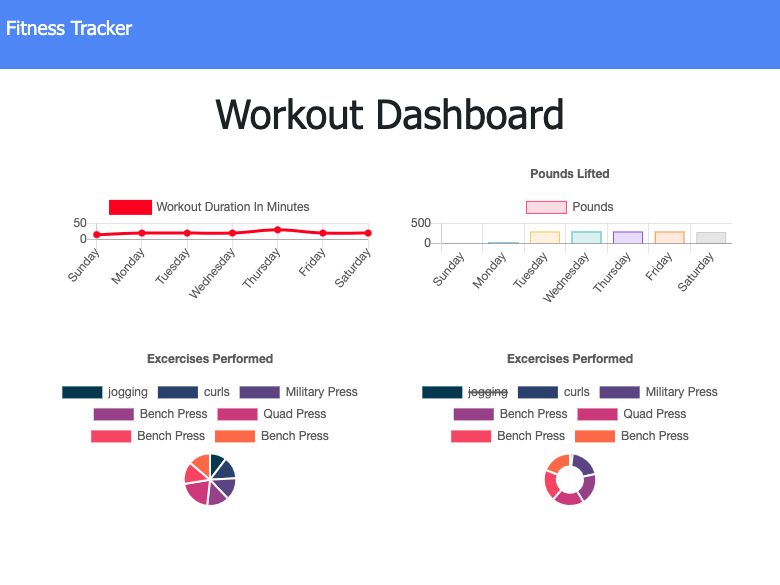 Fitness Tracker
Workout Dashboard
Workout Duration In Minutes
50
0
Sunday Monday Tuesday Wednesday Thursday Friday Saturday
Pounds Lifted
Pounds
500
0
Sunday Monday Tuesday Wednesday Thursday Friday Saturday
Excercises Performed
jogging curls Military Press
Bench Press Quad Press
Bench Press Bench Press
Excercises Performed
jogging curls Military Press
Bench Press Quad Press
Bench Press Bench Press